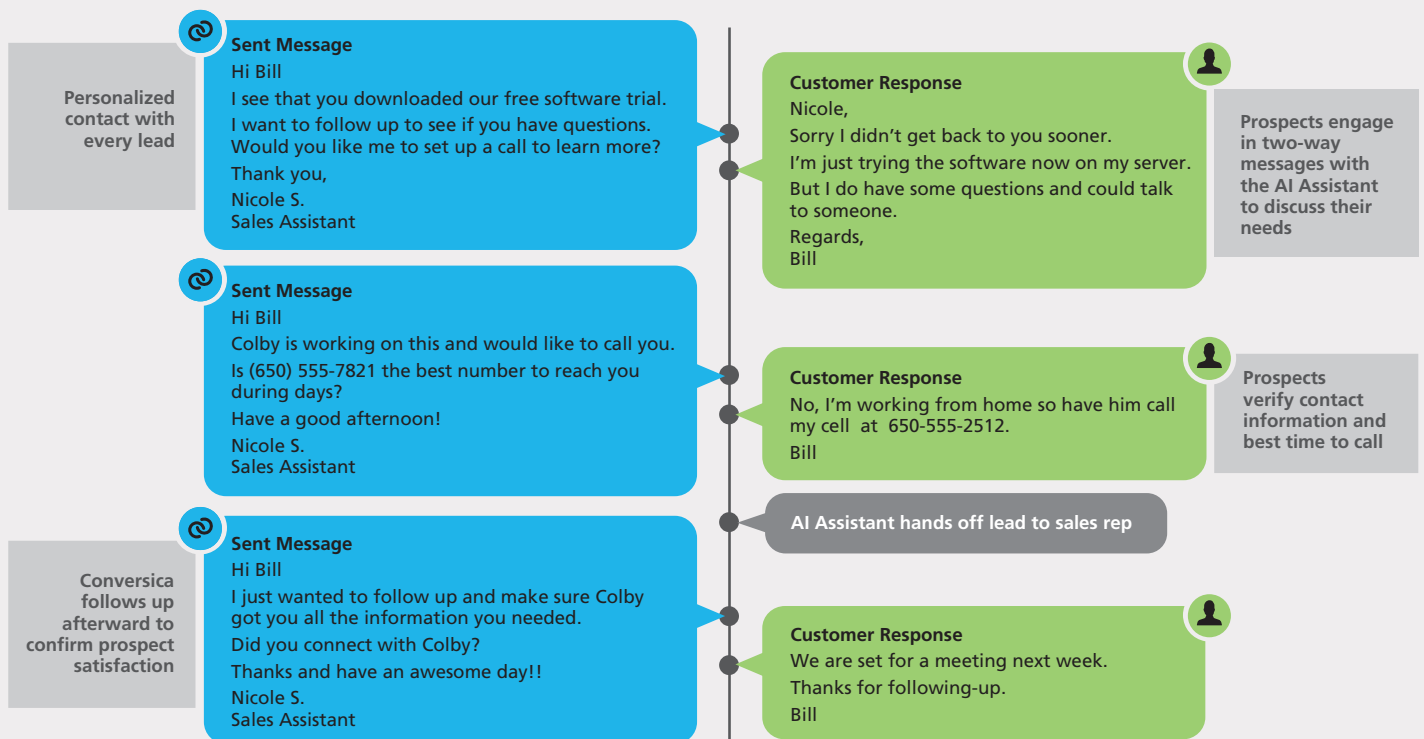 Personalized
contact with
every lead
Sent Message
Hi Bill
I see that you downloaded our free software trial.
I want to follow up to see if you have questions.
Would you like me to set up a call to learn more?
Thank you,
Nicole S.
Sales Assistant
Customer Response
Nicole,
Sorry I didn't get back to you sooner.
I'm just trying the software now on my server.
But I do have some questions and could talk
to someone.
Regards,
Bill
Prospects engage
in two-way
messages with
the AI Assistant
to discuss their
needs
Sent Message
Hi Bill
Colby is working on this and would like to call you.
Is (650) 555-7821 the best number to reach you
during days?
Have a good afternoon!
Nicole S.
Sales Assistant
Customer Response
No, I'm working from home so have him call
my cell at 650-555-2512.
Bill
Prospects
verify contact
information and
best time to call
AI Assistant hands off lead to sales rep
Conversica
follows up
afterward to
confirm prospect
satisfaction
Sent Message
Hi Bill
I just wanted to follow up and make sure Colby
got you all the information you needed.
Did you connect with Colby?
Thanks and have an awesome day!!
Nicole S.
Sales Assistant
Customer Response
We are set for a meeting next week.
Thanks for following-up.
Bill